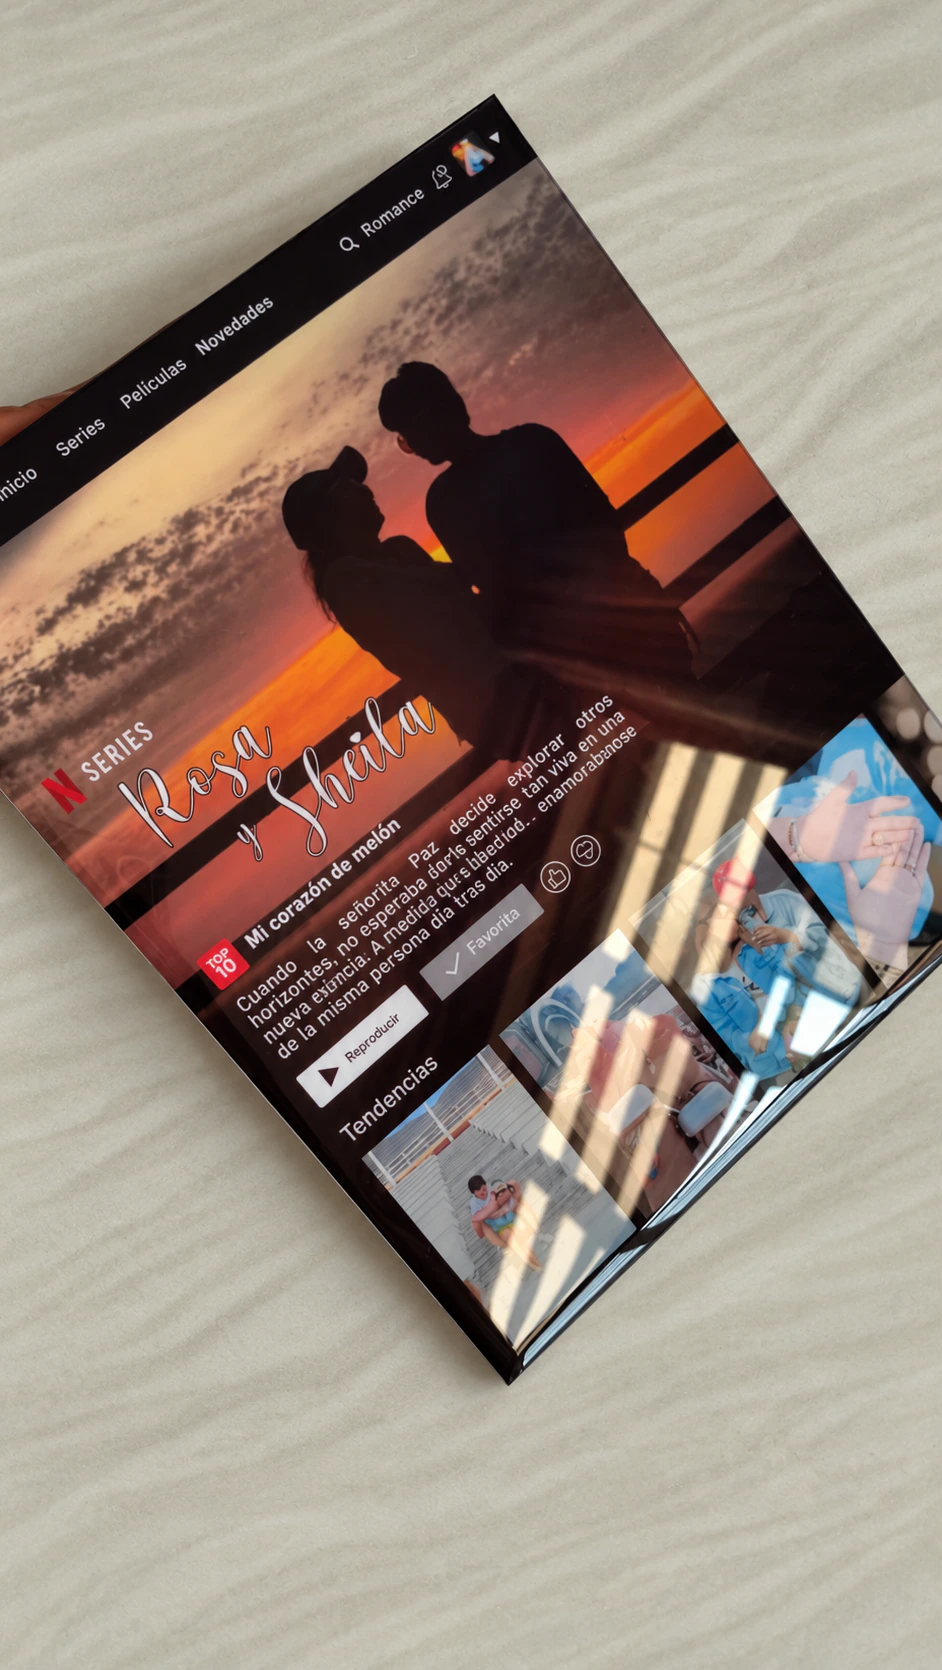 Inicio Series Películas Novedades Romance
N SERIES
Rosa
y Sheila
TOP 10 Mi corazón de melón
Cuando la señorita Paz decide explorar otros
horizontes, no esperaba sentirse tan viva en una
nueva A medida
de la misma persona día tras dia.
Reproducir Favorita
Tendencias